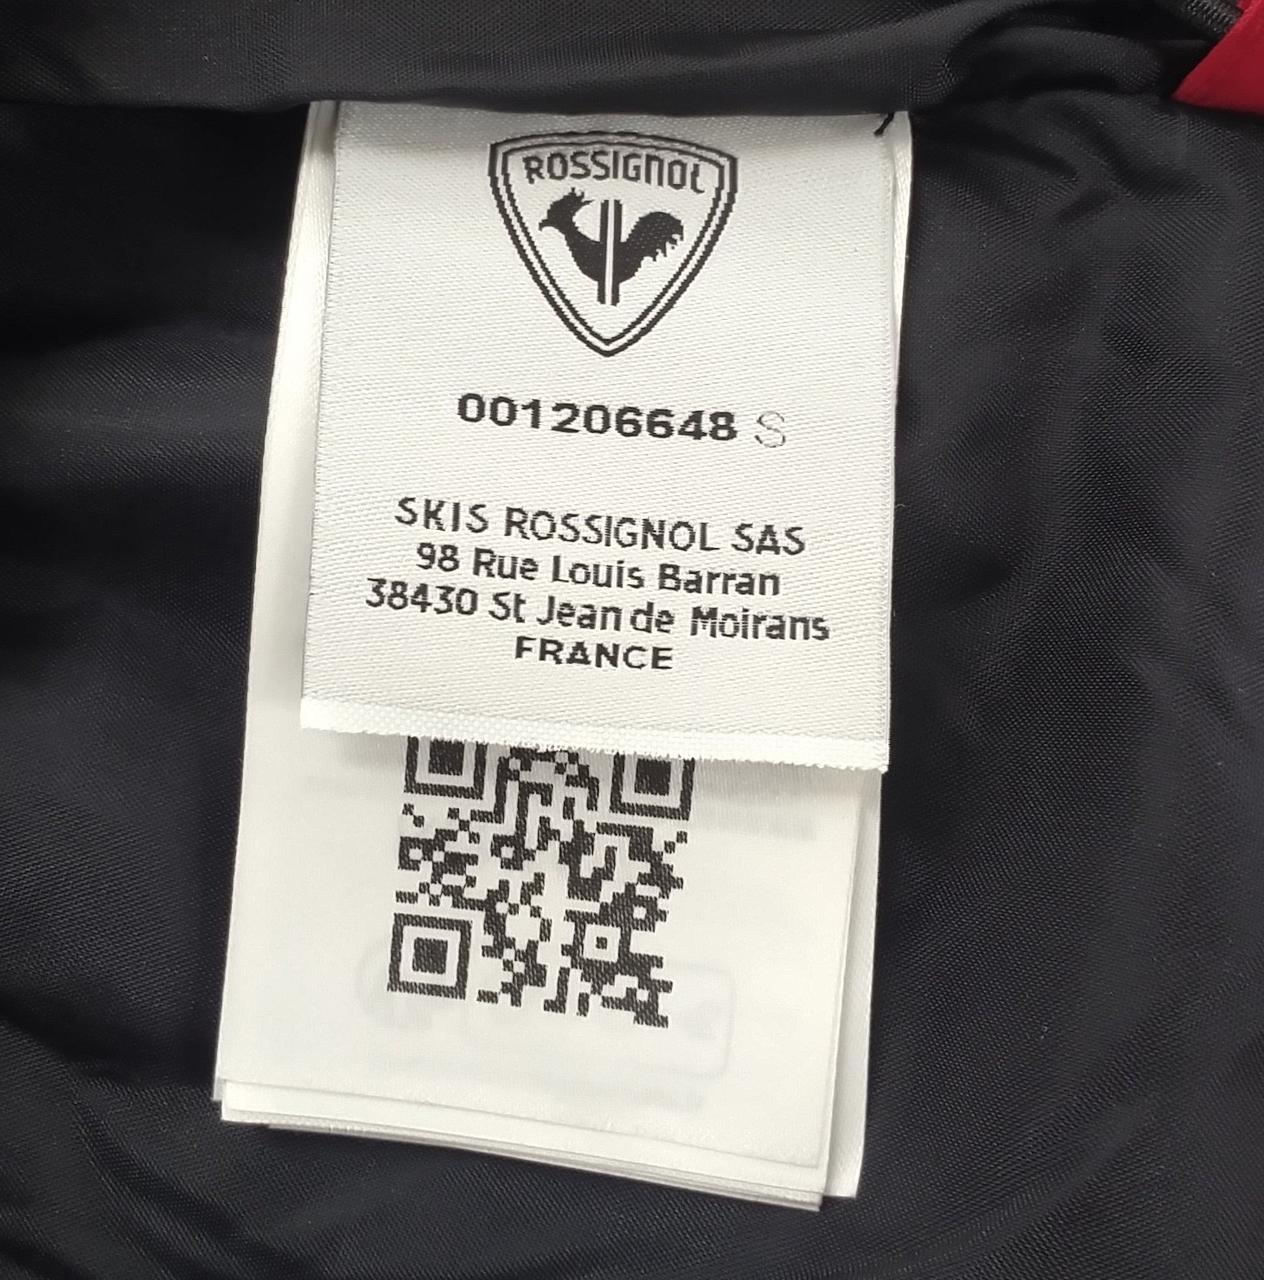 ROSSIGNOL
001206648 S
SKIS ROSSIGNOL SAS
98 Rue Louis Barran
38430 St Jean de Moirans
FRANCE